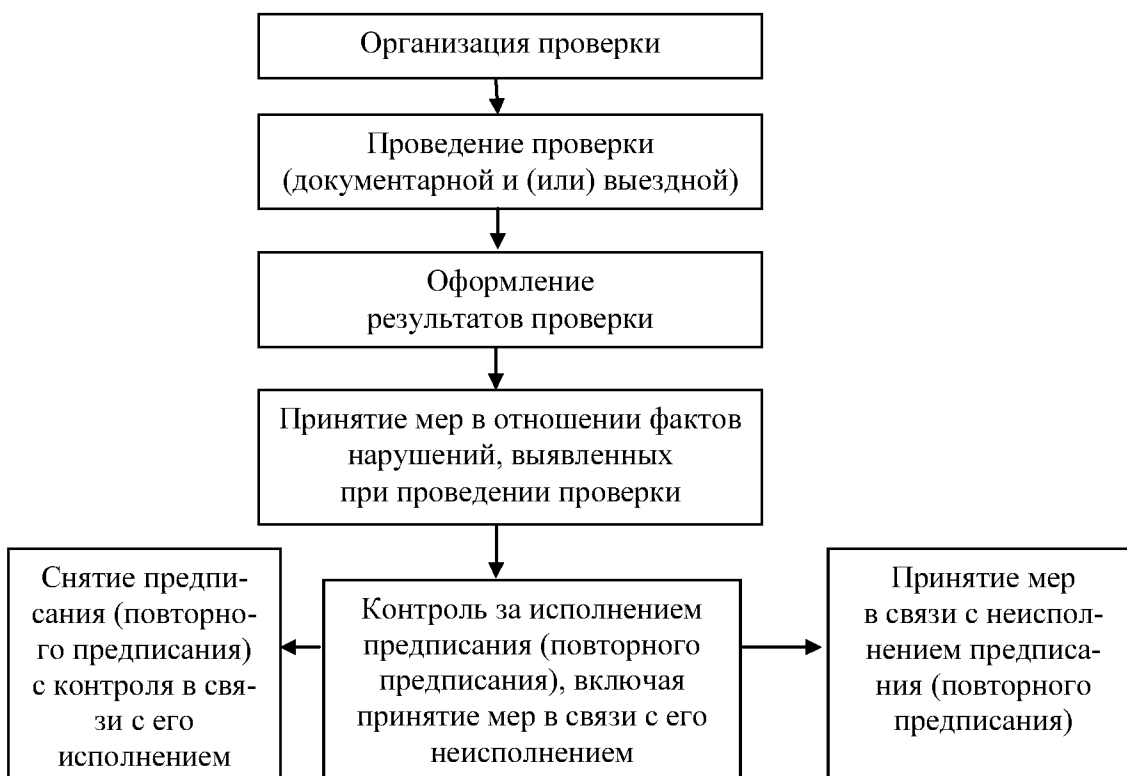 Организация проверки
Проведение проверки
(документарной и (или) выездной)
Оформление
результатов проверки
Принятие мер в отношении фактов
нарушений, выявленных
при проведении проверки
Снятие предпи-
сания (повторно-
го предписания)
с контроля в свя-
зи с его
исполнением
Контроль за исполнением
предписания (повторного
предписания), включая
принятие мер в связи с его
неисполнением
Принятие мер
в связи с неиспол-
нением предписа-
ния (повторного
предписания)